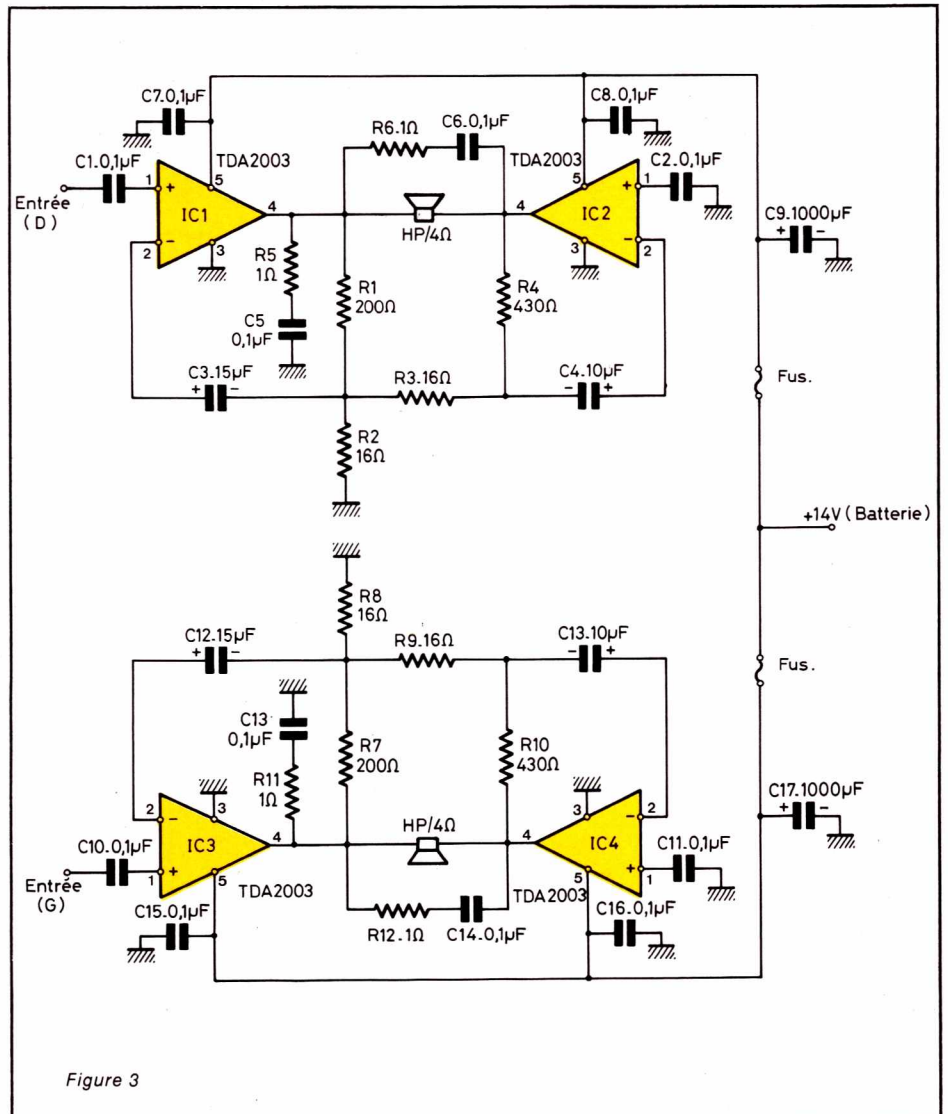 C7.0,1µF
C8.0,1µF
R6.1Ω
C6.0,1µF
TDA2003
TDA2003
C1.0,1µF
C2.0,1µF
Entrée
(D)
1
+
5
IC1
4
-
2
3
HP/4Ω
4
5
+
1
IC2
-
3
2
C9.1000µF
+
-
R5
1Ω
R1
200Ω
R4
430Ω
C5
0,1µF
C3.15µF
+
-
R3.16Ω
C4.10µF
-
+
Fus.
R2
16Ω
+14V (Batterie)
R8
16Ω
C12.15µF
+
-
R9.16Ω
C13.10µF
-
+
Fus.
C13
0,1µF
R7
200Ω
R10
430Ω
R11
1Ω
C17.1000µF
+
-
2
-
3
IC3
4
HP/4Ω
4
3
-
2
IC4
C10.0,1µF
1
+
5
C11.0,1µF
5
+
1
Entrée
(G)
TDA2003
TDA2003
C15.0,1µF
R12.1Ω
C14.0,1µF
C16.0,1µF
Figure 3